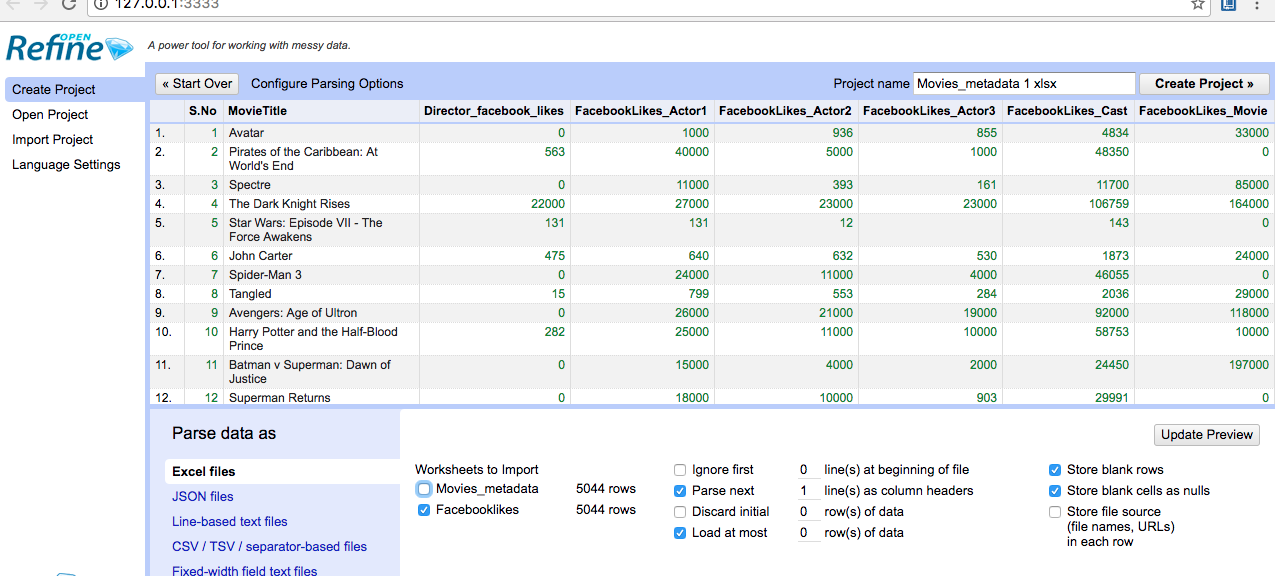 127.0.0.1:3333
OPEN
Refine
A power tool for working with messy data.
Create Project
Open Project
Import Project
Language Settings
« Start Over Configure Parsing Options Project name Movies_metadata 1 xlsx Create Project »
S.No MovieTitle Director_facebook_likes FacebookLikes_Actor1 FacebookLikes_Actor2 FacebookLikes_Actor3 FacebookLikes_Cast FacebookLikes_Movie
1. 1 Avatar 0 1000 936 855 4834 33000
2. 2 Pirates of the Caribbean: At 563 40000 5000 1000 48350 0
World's End
3. 3 Spectre 0 11000 393 161 11700 85000
4. 4 The Dark Knight Rises 22000 27000 23000 23000 106759 164000
5. 5 Star Wars: Episode VII - The 131 131 12 143 0
Force Awakens
6. 6 John Carter 475 640 632 530 1873 24000
7. 7 Spider-Man 3 0 24000 11000 4000 46055 0
8. 8 Tangled 15 799 553 284 2036 29000
9. 9 Avengers: Age of Ultron 0 26000 21000 19000 92000 118000
10. 10 Harry Potter and the Half-Blood 282 25000 11000 10000 58753 10000
Prince
11. 11 Batman v Superman: Dawn of 0 15000 4000 2000 24450 197000
Justice
12. 12 Superman Returns 0 18000 10000 903 29991 0
Parse data as
Excel files
JSON files
Line-based text files
CSV / TSV / separator-based files
Fixed-width field text files
Update Preview
Worksheets to Import
Movies_metadata 5044 rows
Facebooklikes 5044 rows
Ignore first 0 line(s) at beginning of file
Parse next 1 line(s) as column headers
Discard initial 0 row(s) of data
Load at most 0 row(s) of data
Store blank rows
Store blank cells as nulls
Store file source
(file names, URLs)
in each row